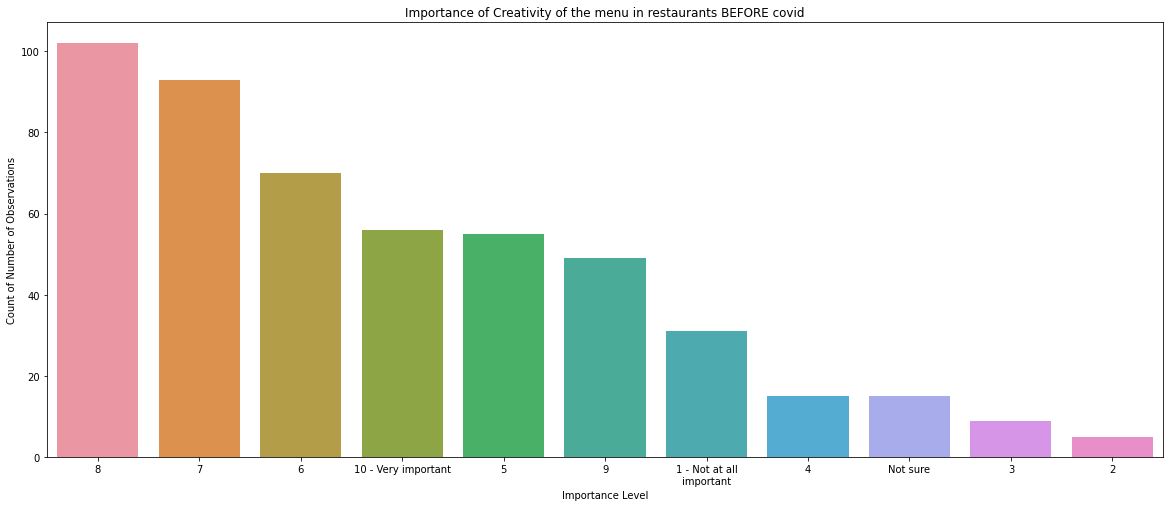 Importance of Creativity of the menu in restaurants BEFORE covid
Count of Number of Observations
100
80
60
40
20
0
8
7
6
10 - Very important
5
9
1 - Not at all
important
4
Not sure
3
2
Importance Level